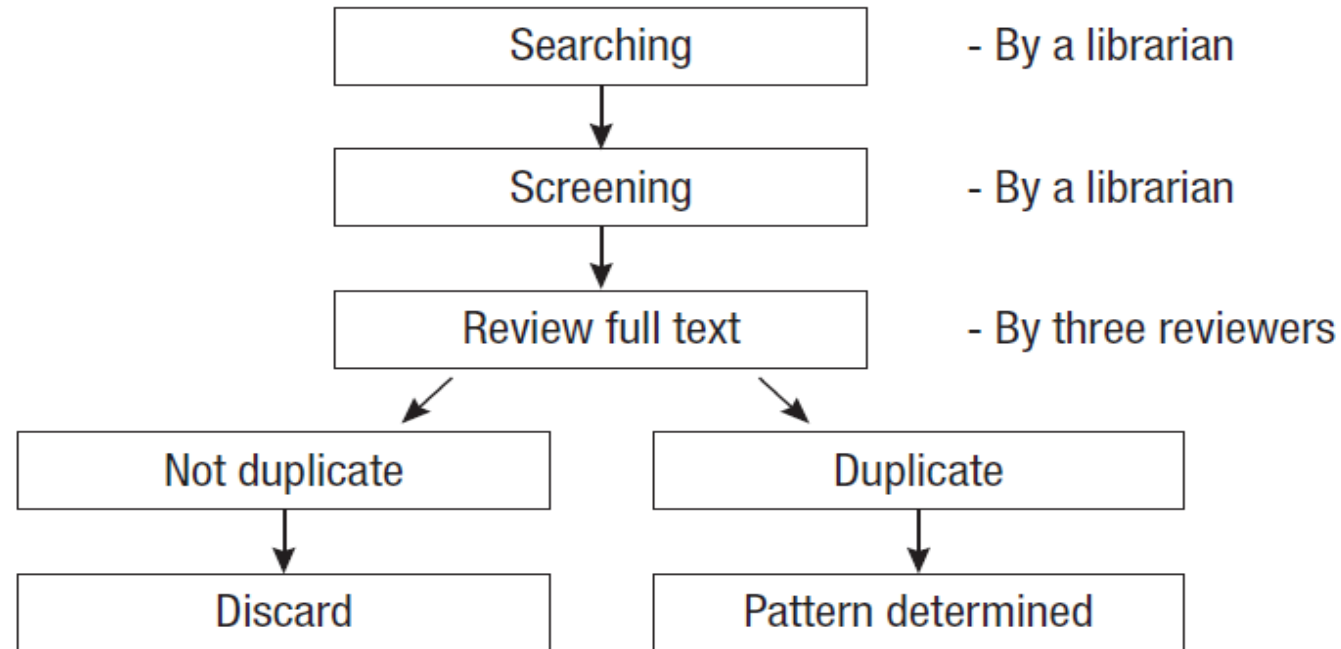 Searching - By a librarian
Screening - By a librarian
Review full text - By three reviewers
Not duplicate Duplicate
Discard Pattern determined